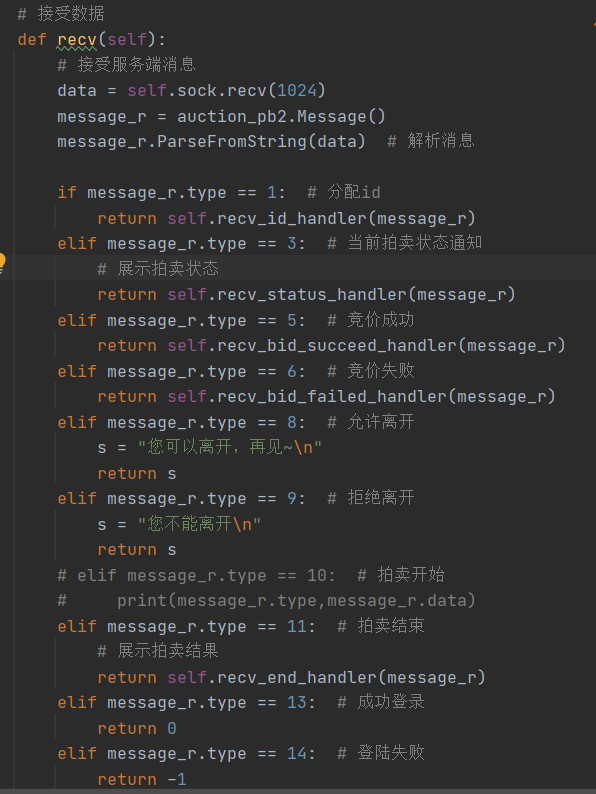 # 接受数据
def recv(self):
    # 接受服务端消息
    data = self.sock.recv(1024)
    message_r = auction_pb2.Message()
    message_r.ParseFromString(data)  # 解析消息

    if message_r.type == 1:  # 分配id
        return self.recv_id_handler(message_r)
    elif message_r.type == 3:  # 当前拍卖状态通知
        # 展示拍卖状态
        return self.recv_status_handler(message_r)
    elif message_r.type == 5:  # 竞价成功
        return self.recv_bid_succeed_handler(message_r)
    elif message_r.type == 6:  # 竞价失败
        return self.recv_bid_failed_handler(message_r)
    elif message_r.type == 8:  # 允许离开
        s = "您可以离开，再见~\n"
        return s
    elif message_r.type == 9:  # 拒绝离开
        s = "您不能离开\n"
        return s
    # elif message_r.type == 10:  # 拍卖开始
    #     print(message_r.type,message_r.data)
    elif message_r.type == 11:  # 拍卖结束
        # 展示拍卖结果
        return self.recv_end_handler(message_r)
    elif message_r.type == 13:  # 成功登录
        return 0
    elif message_r.type == 14:  # 登陆失败
        return -1